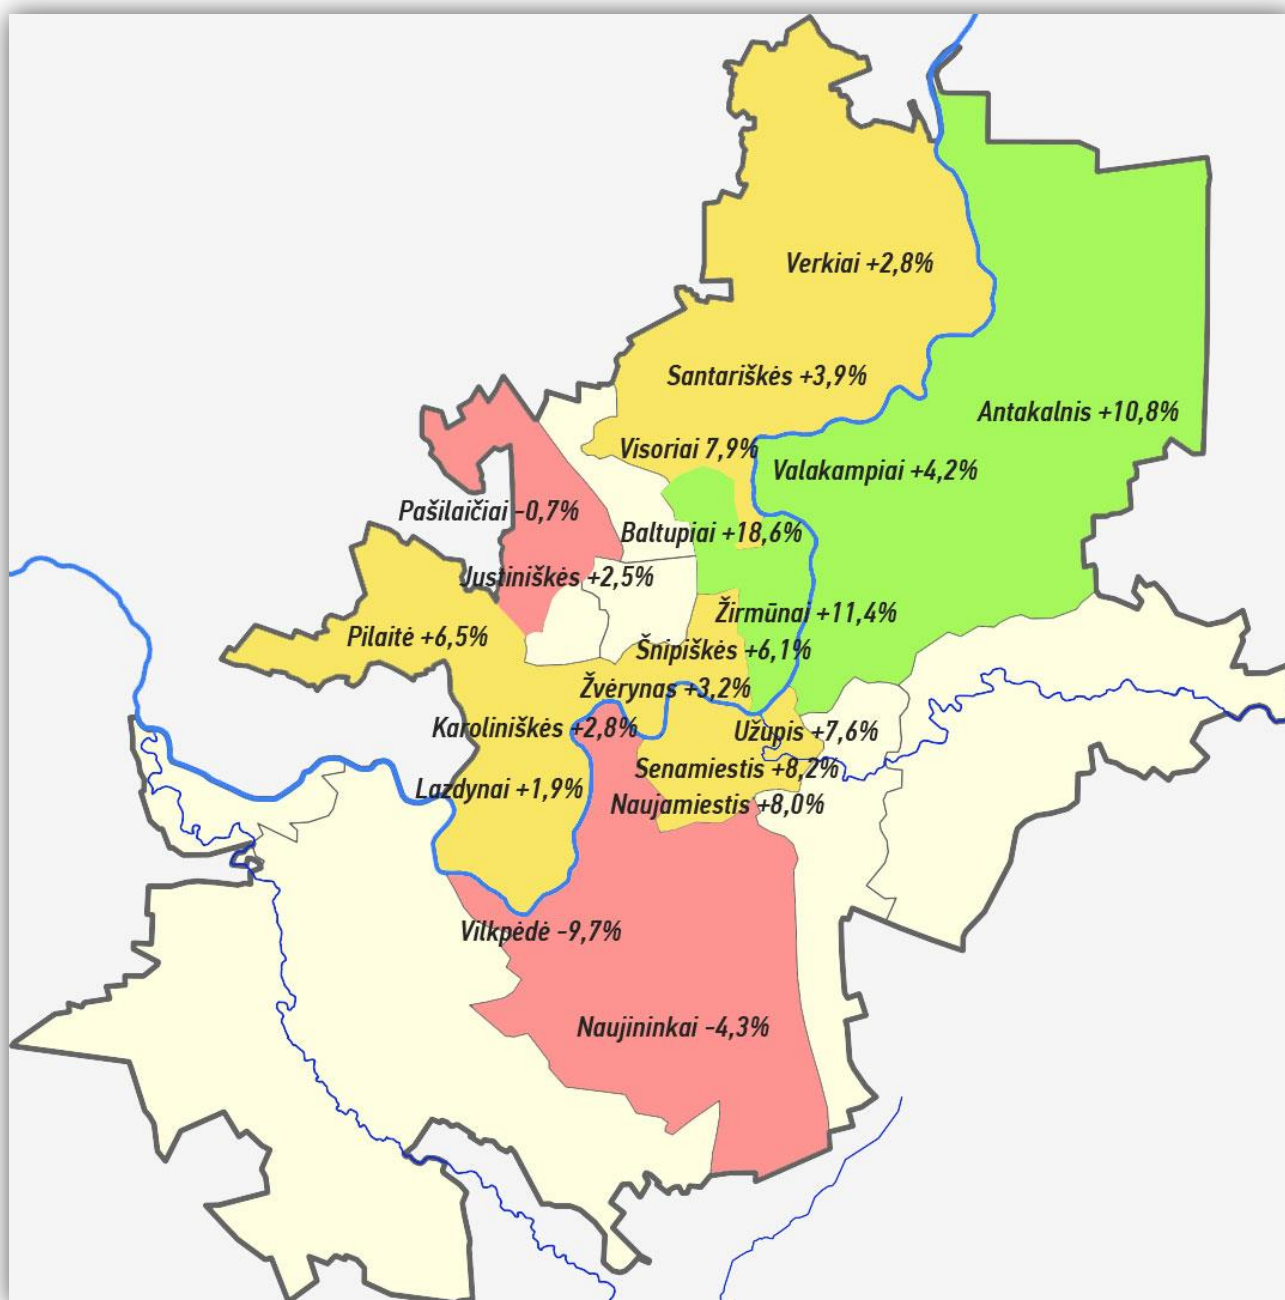 Verkiai +2,8%
Santariškės +3,9%
Antakalnis +10,8%
Visoriai 7,9%
Valakampiai +4,2%
Pašilaičiai -0,7%
Baltupiai +18,6%
Justiniškės +2,5%
Žirmūnai +11,4%
Pilaitė +6,5%
Šnipiškės +6,1%
Žvėrynas +3,2%
Karoliniškės +2,8%
Užupis +7,6%
Senamiestis +8,2%
Lazdynai +1,9%
Naujamiestis +8,0%
Vilkpėdė -9,7%
Naujininkai -4,3%